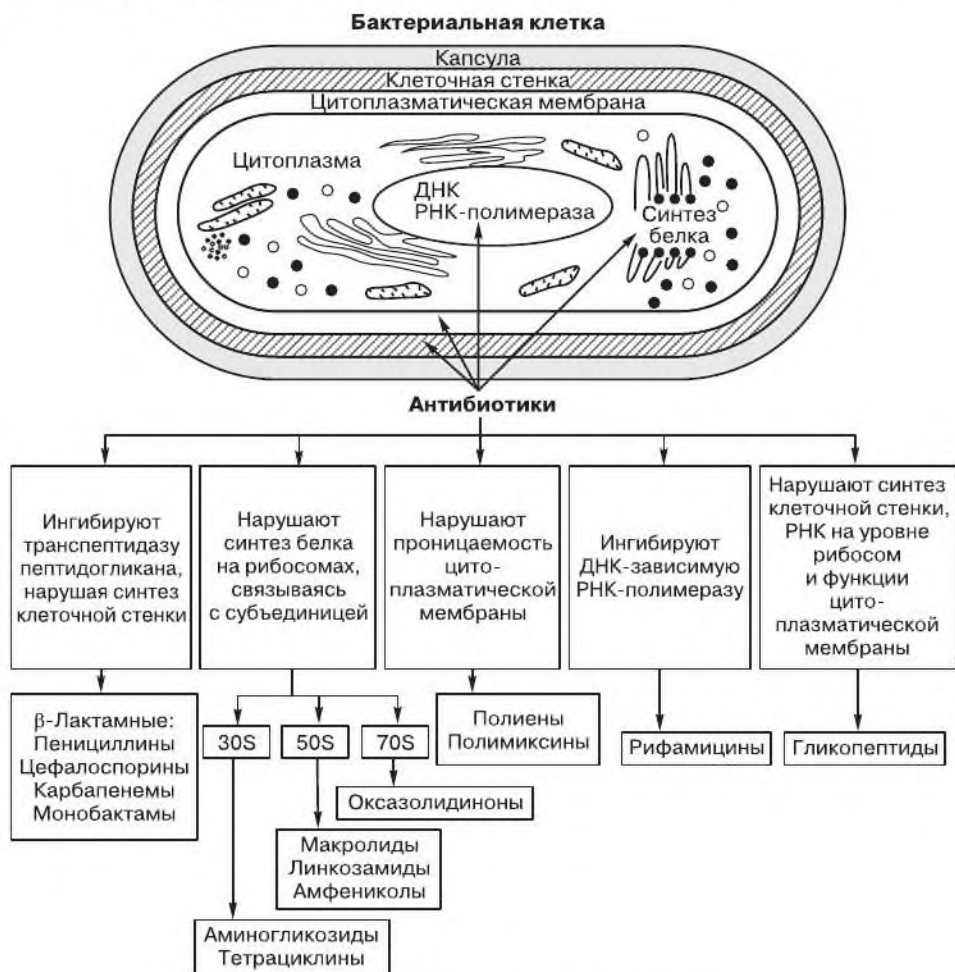 Бактериальная клетка
Капсула
Клеточная стенка
Цитоплазматическая мембрана
Цитоплазма
ДНК
РНК-полимераза
Синтез
белка
Антибиотики
Ингибируют
транспептидазу
пептидогликана,
нарушая синтез
клеточной стенки
Нарушают
синтез белка
на рибосомах,
связываясь
с субъединицей
Нарушают
проницаемость
цито-
плазматической
мембраны
Ингибируют
ДНК-зависимую
РНК-полимеразу
Нарушают синтез
клеточной стенки,
РНК на уровне
рибосом
и функции
цито-
плазматической
мембраны
β-Лактамные:
Пенициллины
Цефалоспорины
Карбапенемы
Монобактамы
30S
50S
70S
Полиены
Полимиксины
Рифамицины
Гликопептиды
Оксазолидиноны
Макролиды
Линкозамиды
Амфениколы
Аминогликозиды
Тетрациклины